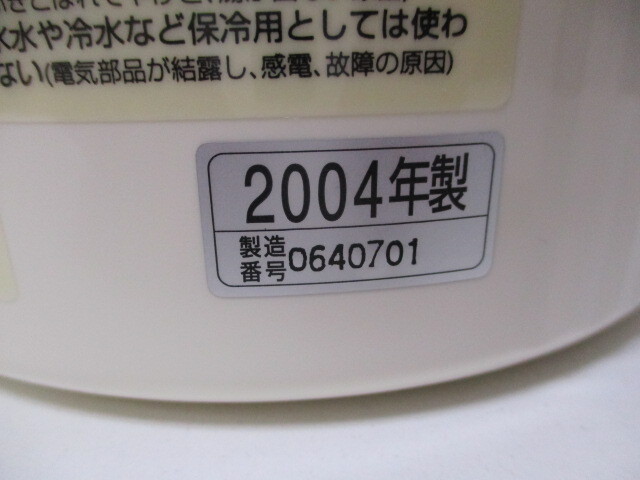 水水や冷水など保冷用としては使わ
ない(電気部品が結露し、感電、故障の原因)
2004年製
製造
番号0640701